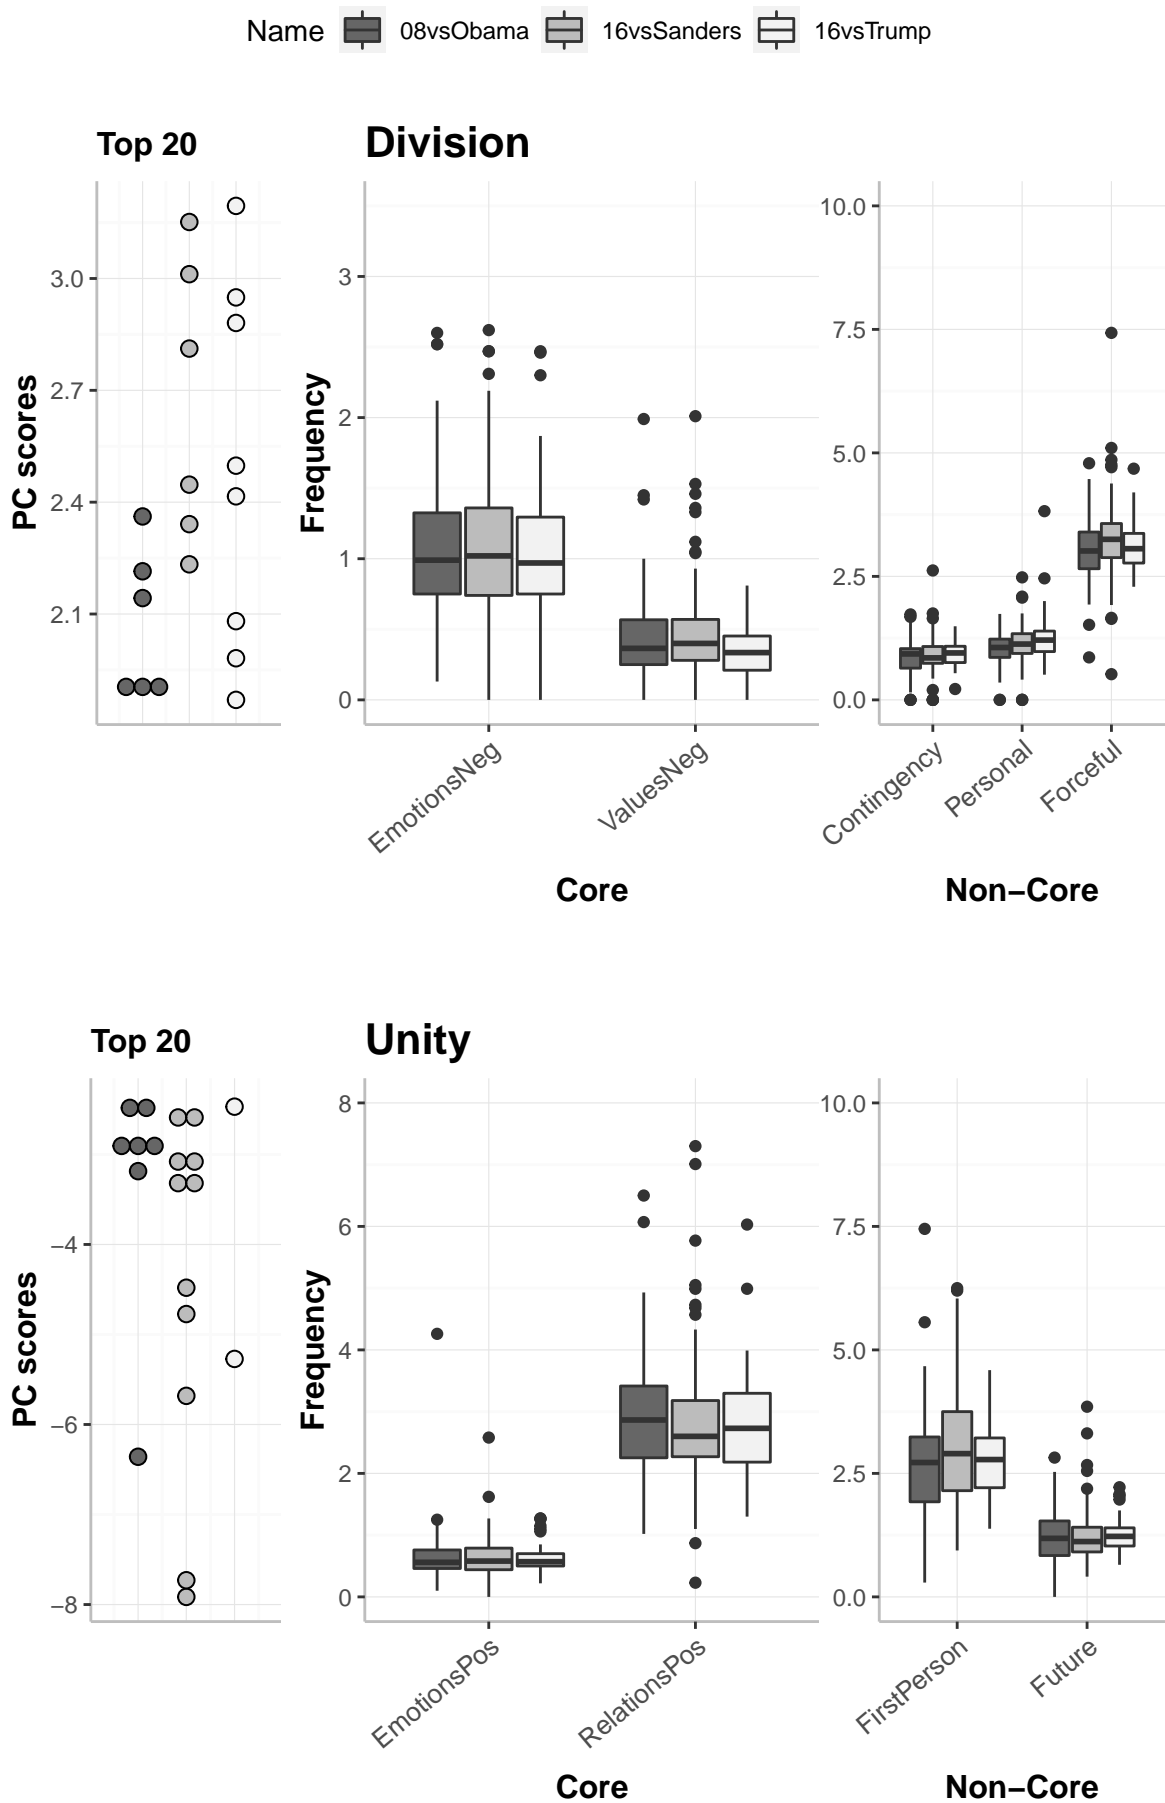 Name 08vsObama 16vsSanders 16vsTrump
Top 20
Division
PC scores
3.0
2.7
2.4
2.1
Frequency
3
2
1
0
EmotionsNeg
ValuesNeg
Core
10.0
7.5
5.0
2.5
0.0
Contingency
Personal
Forceful
Non−Core
Top 20
Unity
PC scores
−4
−6
−8
Frequency
8
6
4
2
0
EmotionsPos
RelationsPos
Core
10.0
7.5
5.0
2.5
0.0
FirstPerson
Future
Non−Core